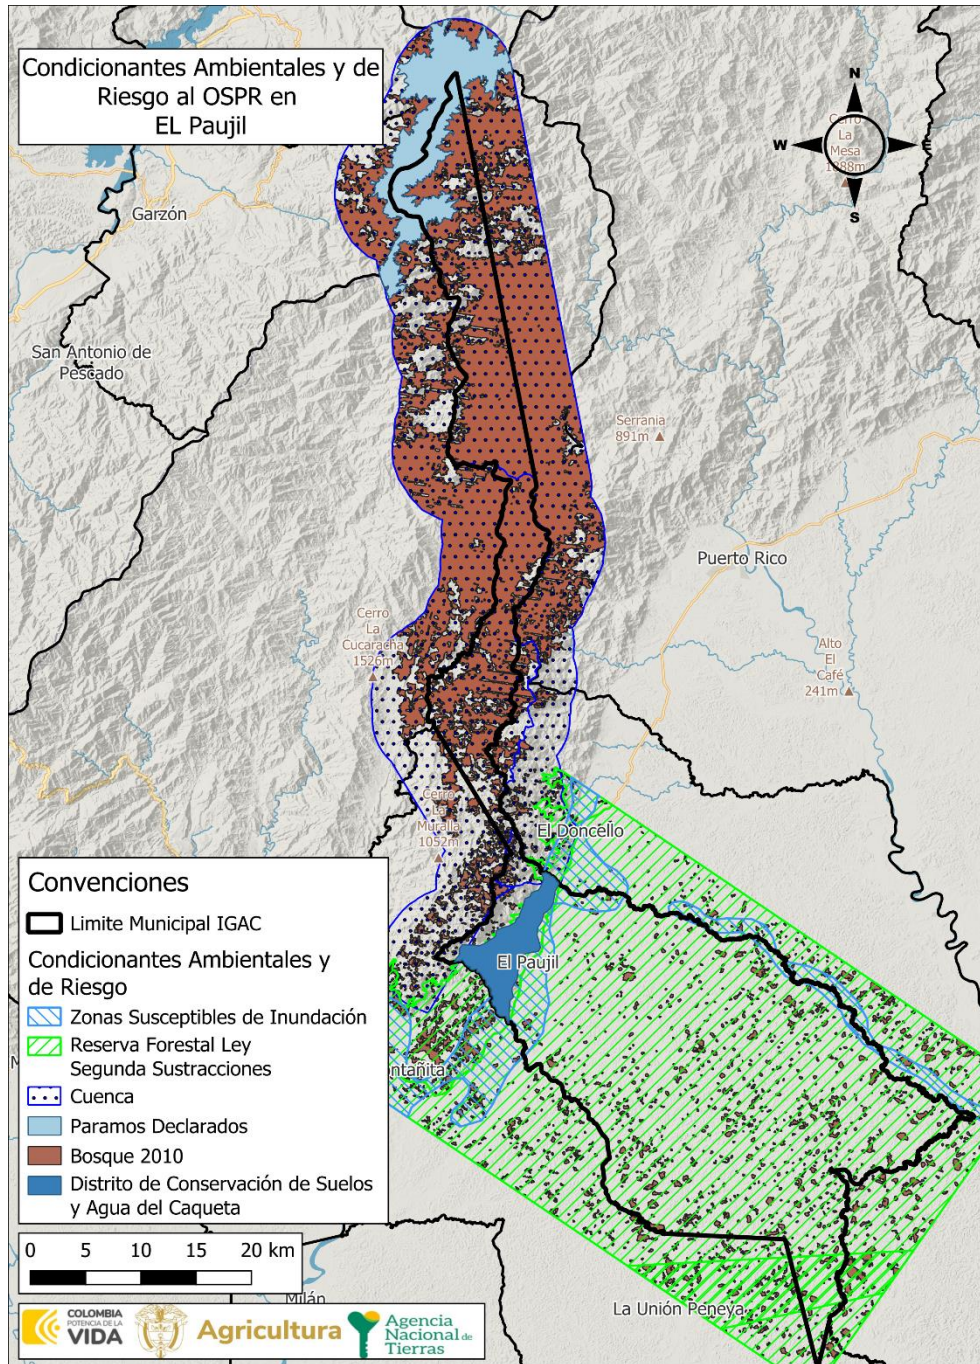 Condicionantes Ambientales y de
Riesgo al OSPR en
EL Paujil
N
W
E
S
Cerro
La
Mesa
1088m
Garzón
San Antonio de
Pescado
Serrania
891m
Puerto Rico
Cerro
La
Cucaracha
1526m
Alto
El
Café
241m
Cerro
La
Muralla
1052m
El Doncello
El Paujil
ntañita
Convenciones
Limite Municipal IGAC
Condicionantes Ambientales y
de Riesgo
Zonas Susceptibles de Inundación
Reserva Forestal Ley
Segunda Sustracciones
Cuenca
Paramos Declarados
Bosque 2010
Distrito de Conservación de Suelos
y Agua del Caqueta
0 5 10 15 20 km
Milán
La Unión Peneya
COLOMBIA
POTENCIA DE LA
VIDA
Agricultura
Agencia
Nacional de
Tierras